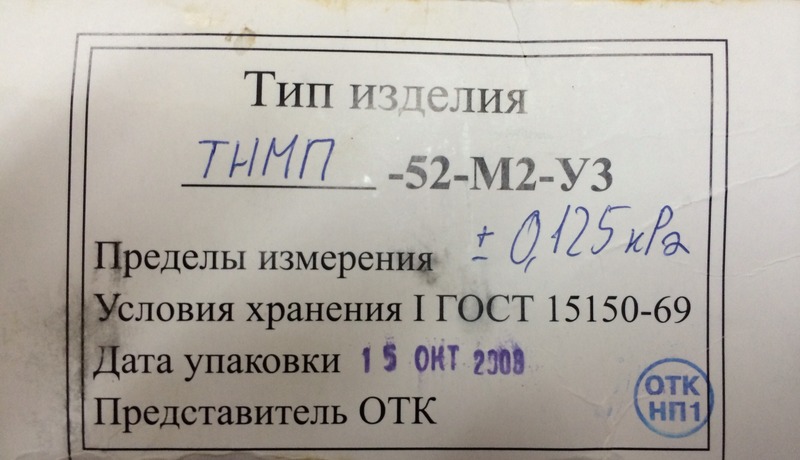 Тип изделия
ТНМП -52-М2-У3
Пределы измерения ± 0,125 кРа
Условия хранения I ГОСТ 15150-69
Дата упаковки 15 ОКТ 2008
Представитель ОТК
ОТК
НП1